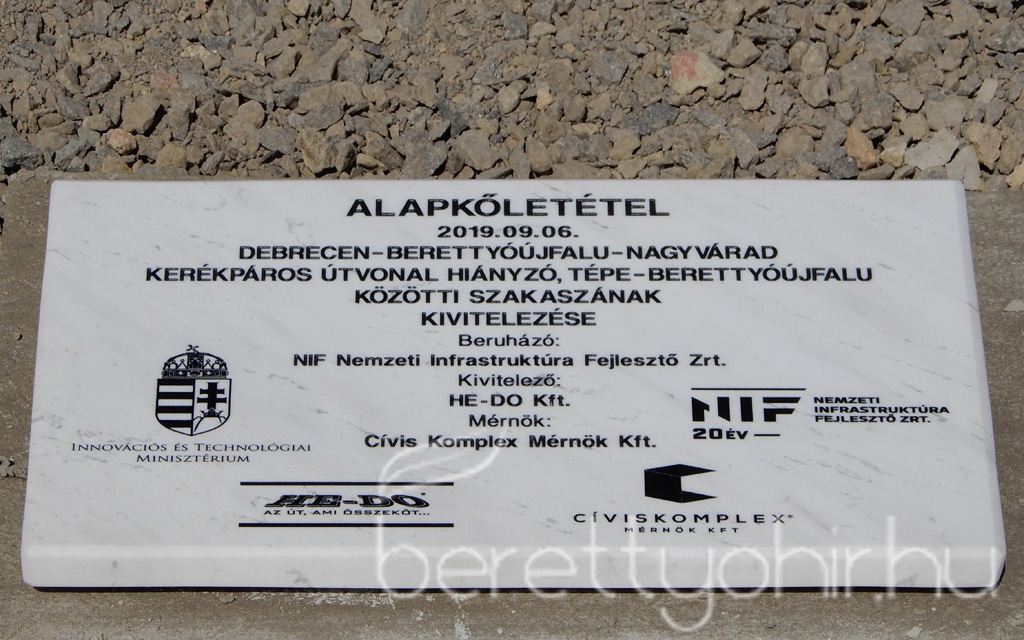 ALAPKŐLETÉTEL
2019.09.06.
DEBRECEN-BERETTYÓÚJFALU-NAGYVÁRAD
KERÉKPÁROS ÚTVONAL HIÁNYZÓ, TÉPE-BERETTYÓÚJFALU
KÖZÖTTI SZAKASZÁNAK
KIVITELEZÉSE
Beruházó:
NIF Nemzeti Infrastruktúra Fejlesztő Zrt.
Kivitelező:
HE-DO Kft.
Mérnök:
Cívis Komplex Mérnök Kft.
INNOVÁCIÓS ÉS TECHNOLÓGIAI
MINISZTÉRIUM
NIF
20 ÉV
NEMZETI
INFRASTRUKTÚRA
FEJLESZTŐ ZRT.
HE-DO
AZ ÚT, AMI ÖSSZEKÖT...
CÍVISKOMPLEX
MÉRNÖK KFT
berettyohir.hu